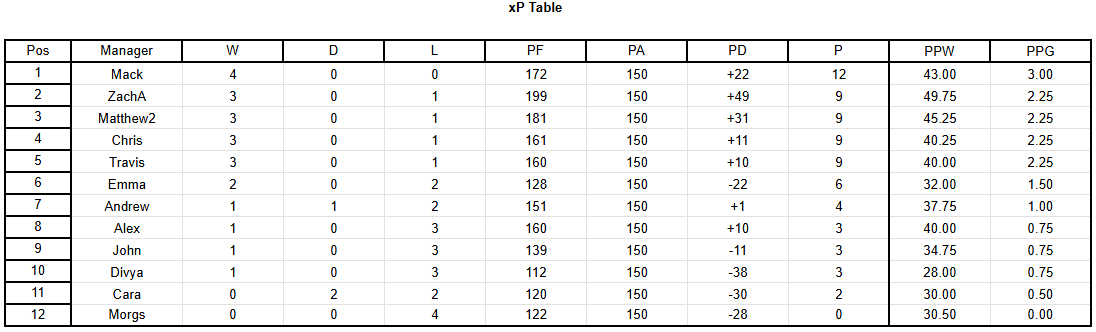 xP Table
Pos Manager W D L PF PA PD P PPW PPG
1 Mack 4 0 0 172 150 +22 12 43.00 3.00
2 ZachA 3 0 1 199 150 +49 9 49.75 2.25
3 Matthew2 3 0 1 181 150 +31 9 45.25 2.25
4 Chris 3 0 1 161 150 +11 9 40.25 2.25
5 Travis 3 0 1 160 150 +10 9 40.00 2.25
6 Emma 2 0 2 128 150 -22 6 32.00 1.50
7 Andrew 1 1 2 151 150 +1 4 37.75 1.00
8 Alex 1 0 3 160 150 +10 3 40.00 0.75
9 John 1 0 3 139 150 -11 3 34.75 0.75
10 Divya 1 0 3 112 150 -38 3 28.00 0.75
11 Cara 0 2 2 120 150 -30 2 30.00 0.50
12 Morgs 0 0 4 122 150 -28 0 30.50 0.00